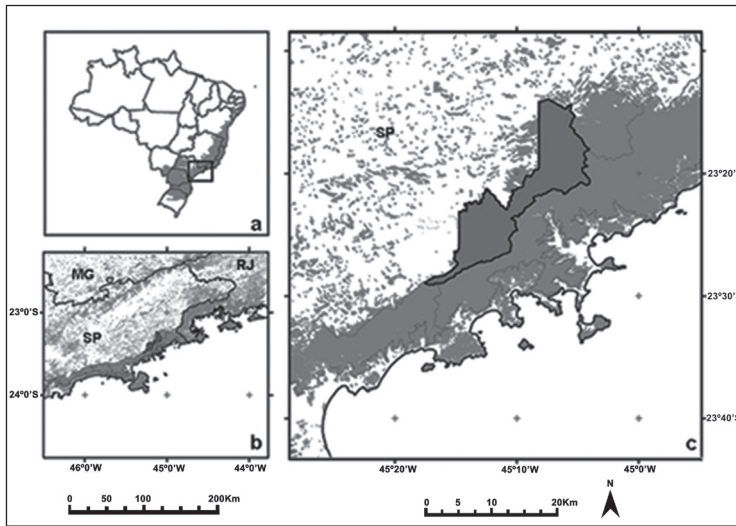 a
MG
RJ
SP
b
23°0'S
24°0'S
46°0'W 45°0'W 44°0'W
0 50 100 200Km
SP
c
23°20'S
23°30'S
23°40'S
45°20'W 45°10'W 45°0'W
0 5 10 20Km
N